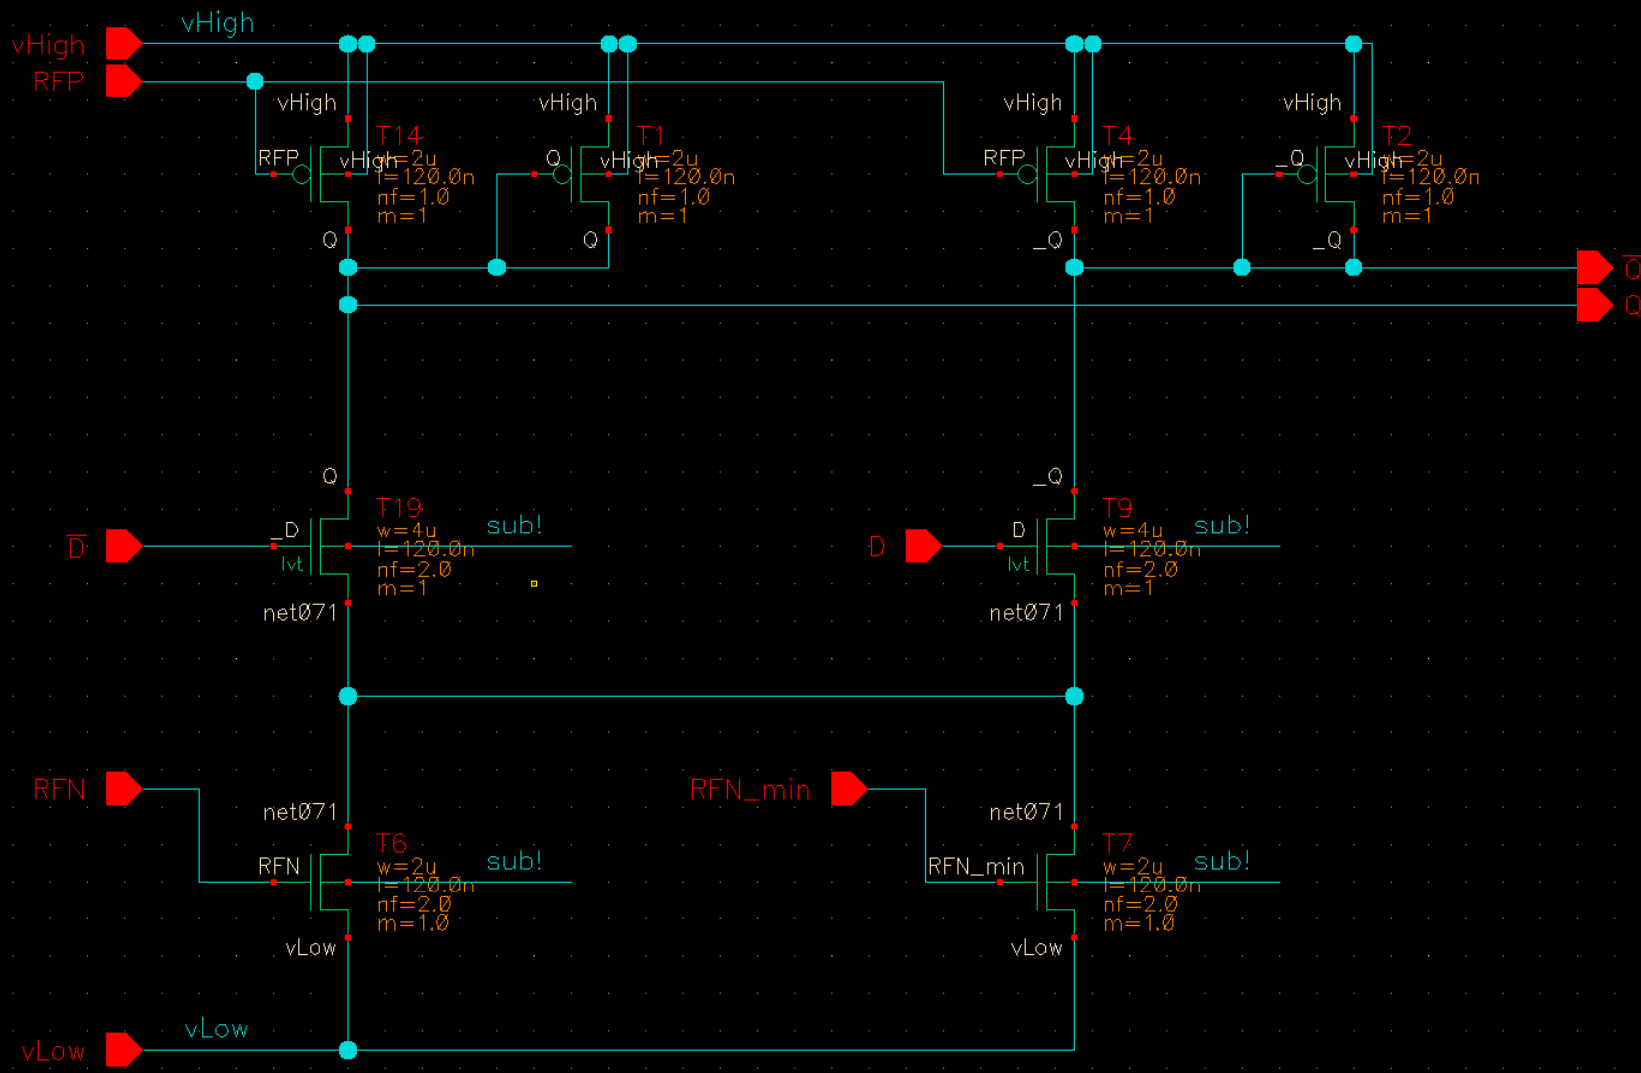 vHigh
vHigh
RFP
vHigh
vHigh
vHigh
vHigh
T14
T1
T4
T2
RFP
vHigh
w=2u
l=120.0n
nf=1.0
m=1
Q
vHigh
w=2u
l=120.0n
nf=1.0
m=1
RFP
vHigh
w=2u
l=120.0n
nf=1.0
m=1
_Q
vHigh
w=2u
l=120.0n
nf=1.0
m=1
Q
Q
_Q
_Q
Q̅
Q
Q
_Q
D̅
_D
lvt
T19
w=4u
l=120.0n
nf=2.0
m=1
sub!
D
D
lvt
T9
w=4u
l=120.0n
nf=2.0
m=1
sub!
net071
net071
RFN
RFN_min
net071
net071
RFN
T6
w=2u
l=120.0n
nf=2.0
m=1.0
sub!
RFN_min
T7
w=2u
l=120.0n
nf=2.0
m=1.0
sub!
vLow
vLow
vLow
vLow